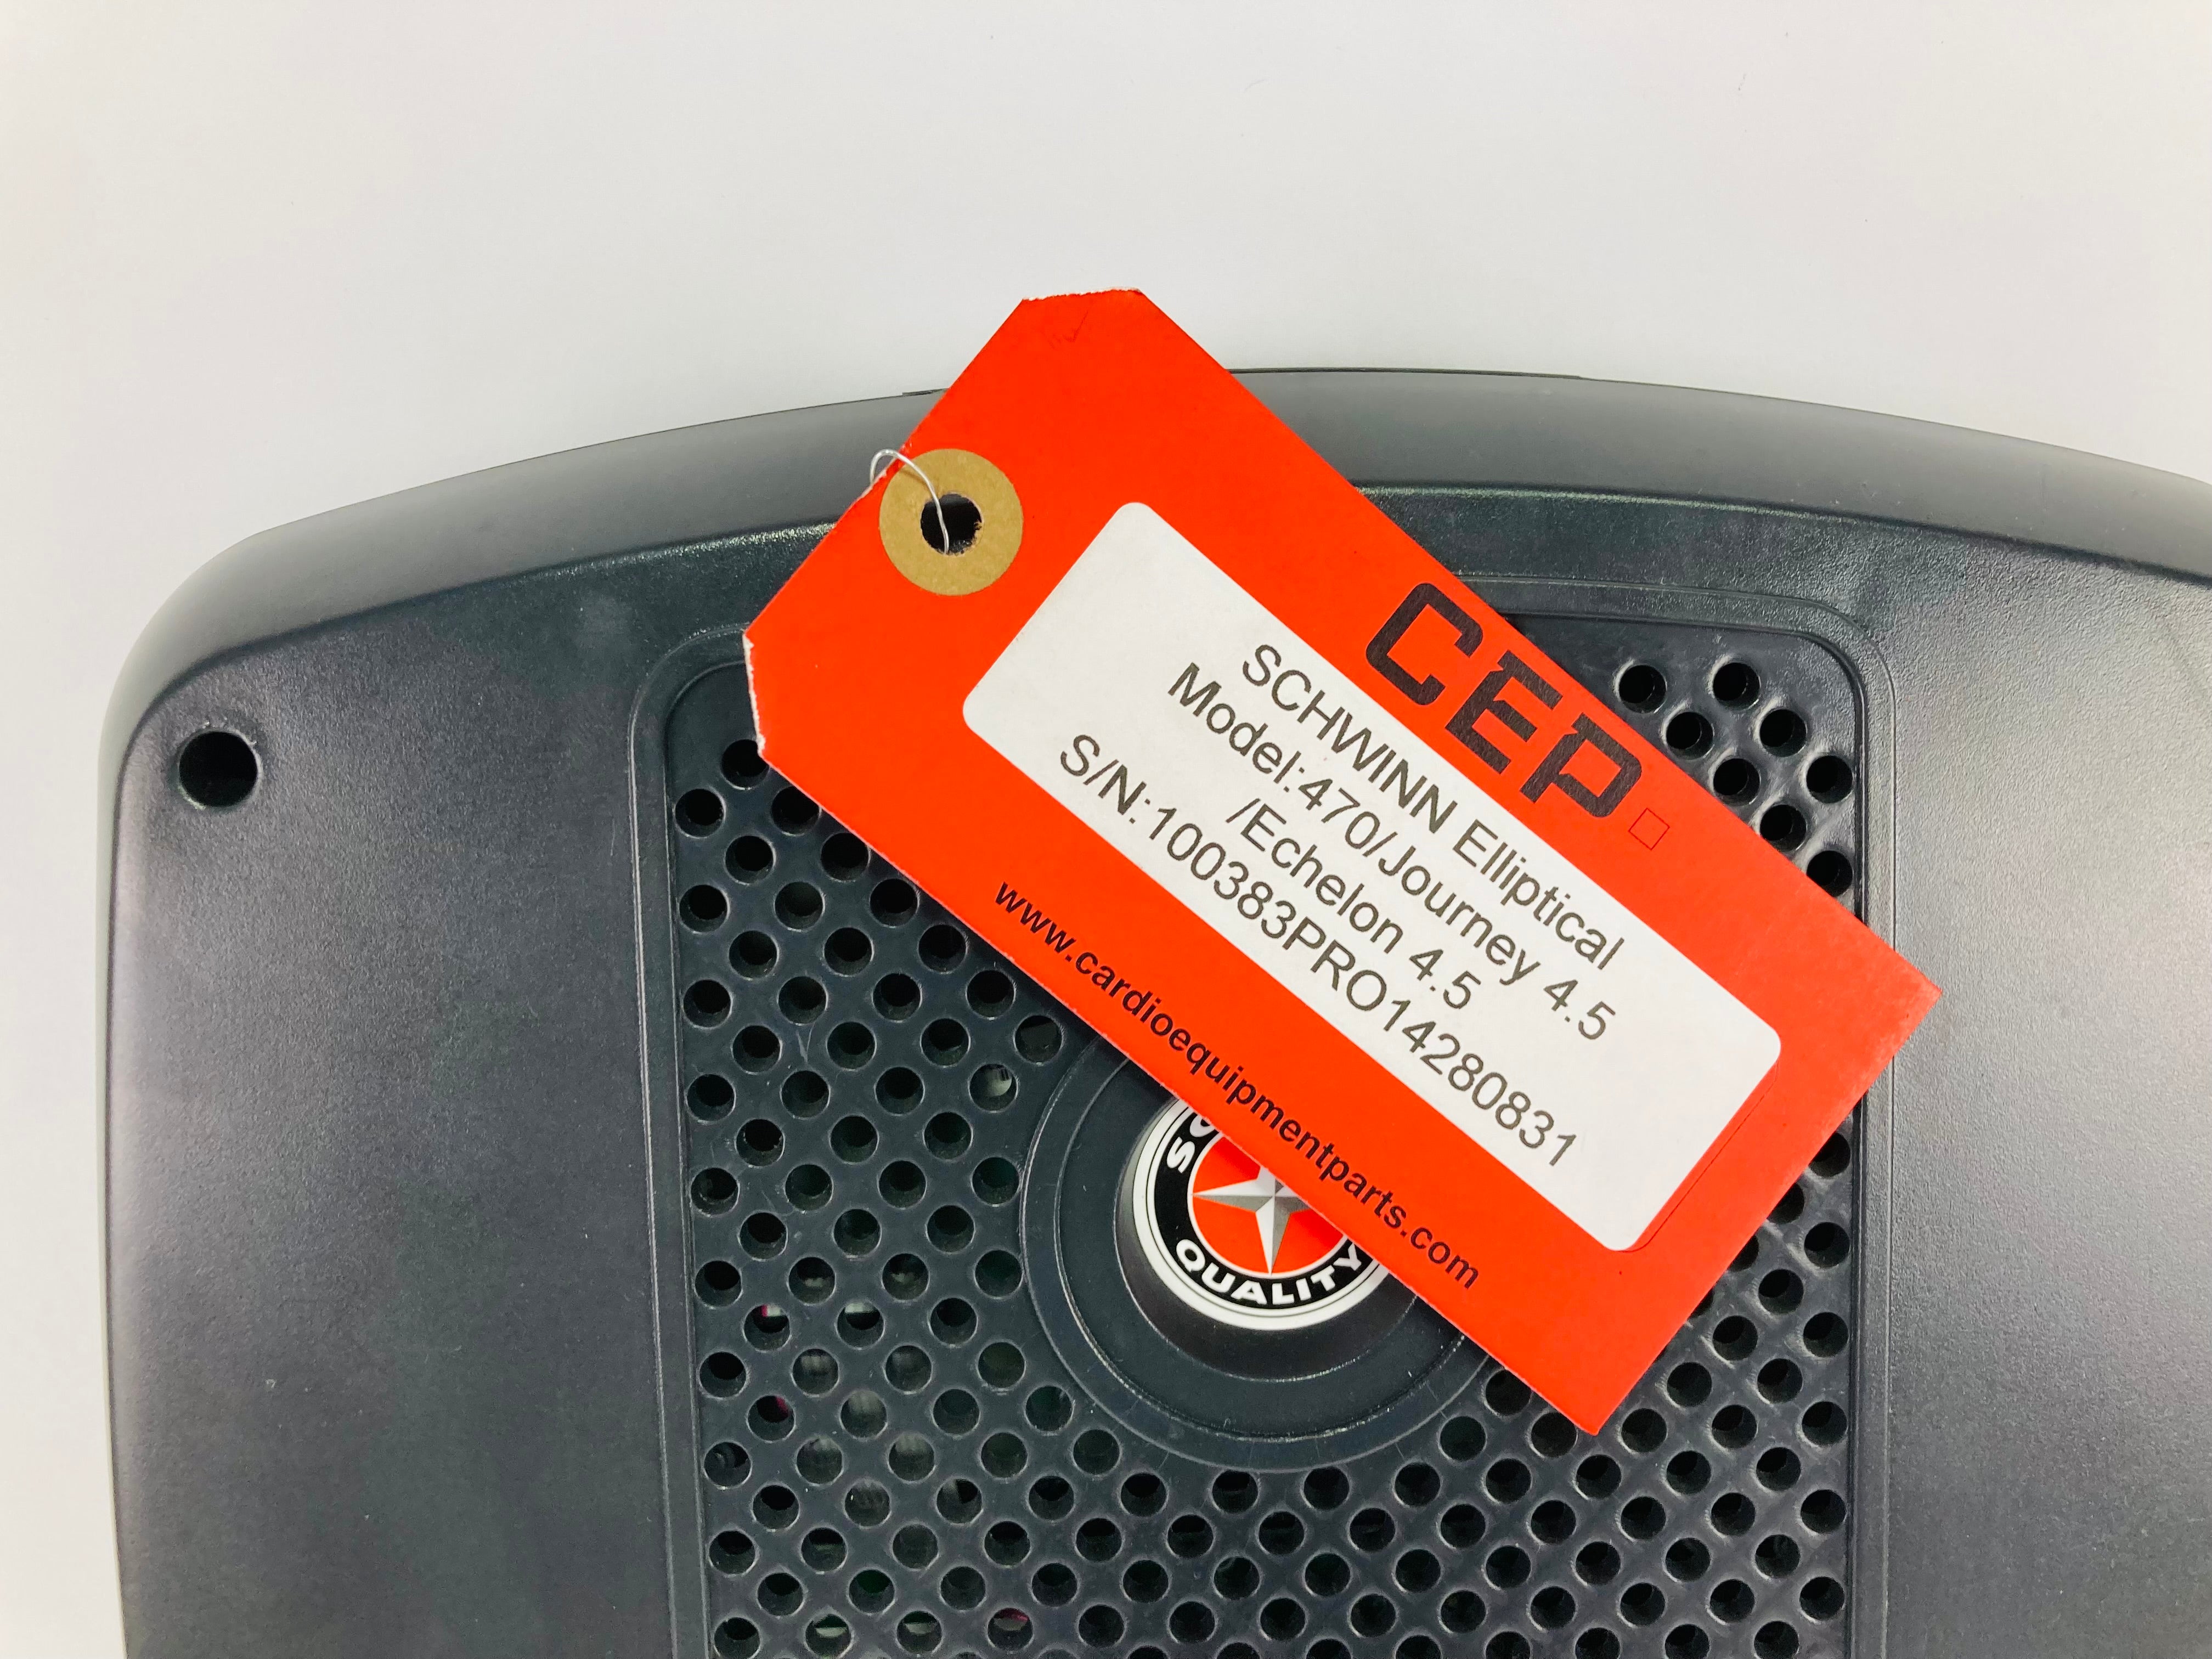 CEP
SCHWINN Elliptical
Model:470/Journey 4.5
/Echelon 4.5
S/N:100383PRO14280831
www.cardioequipmentparts.com
QUALITY